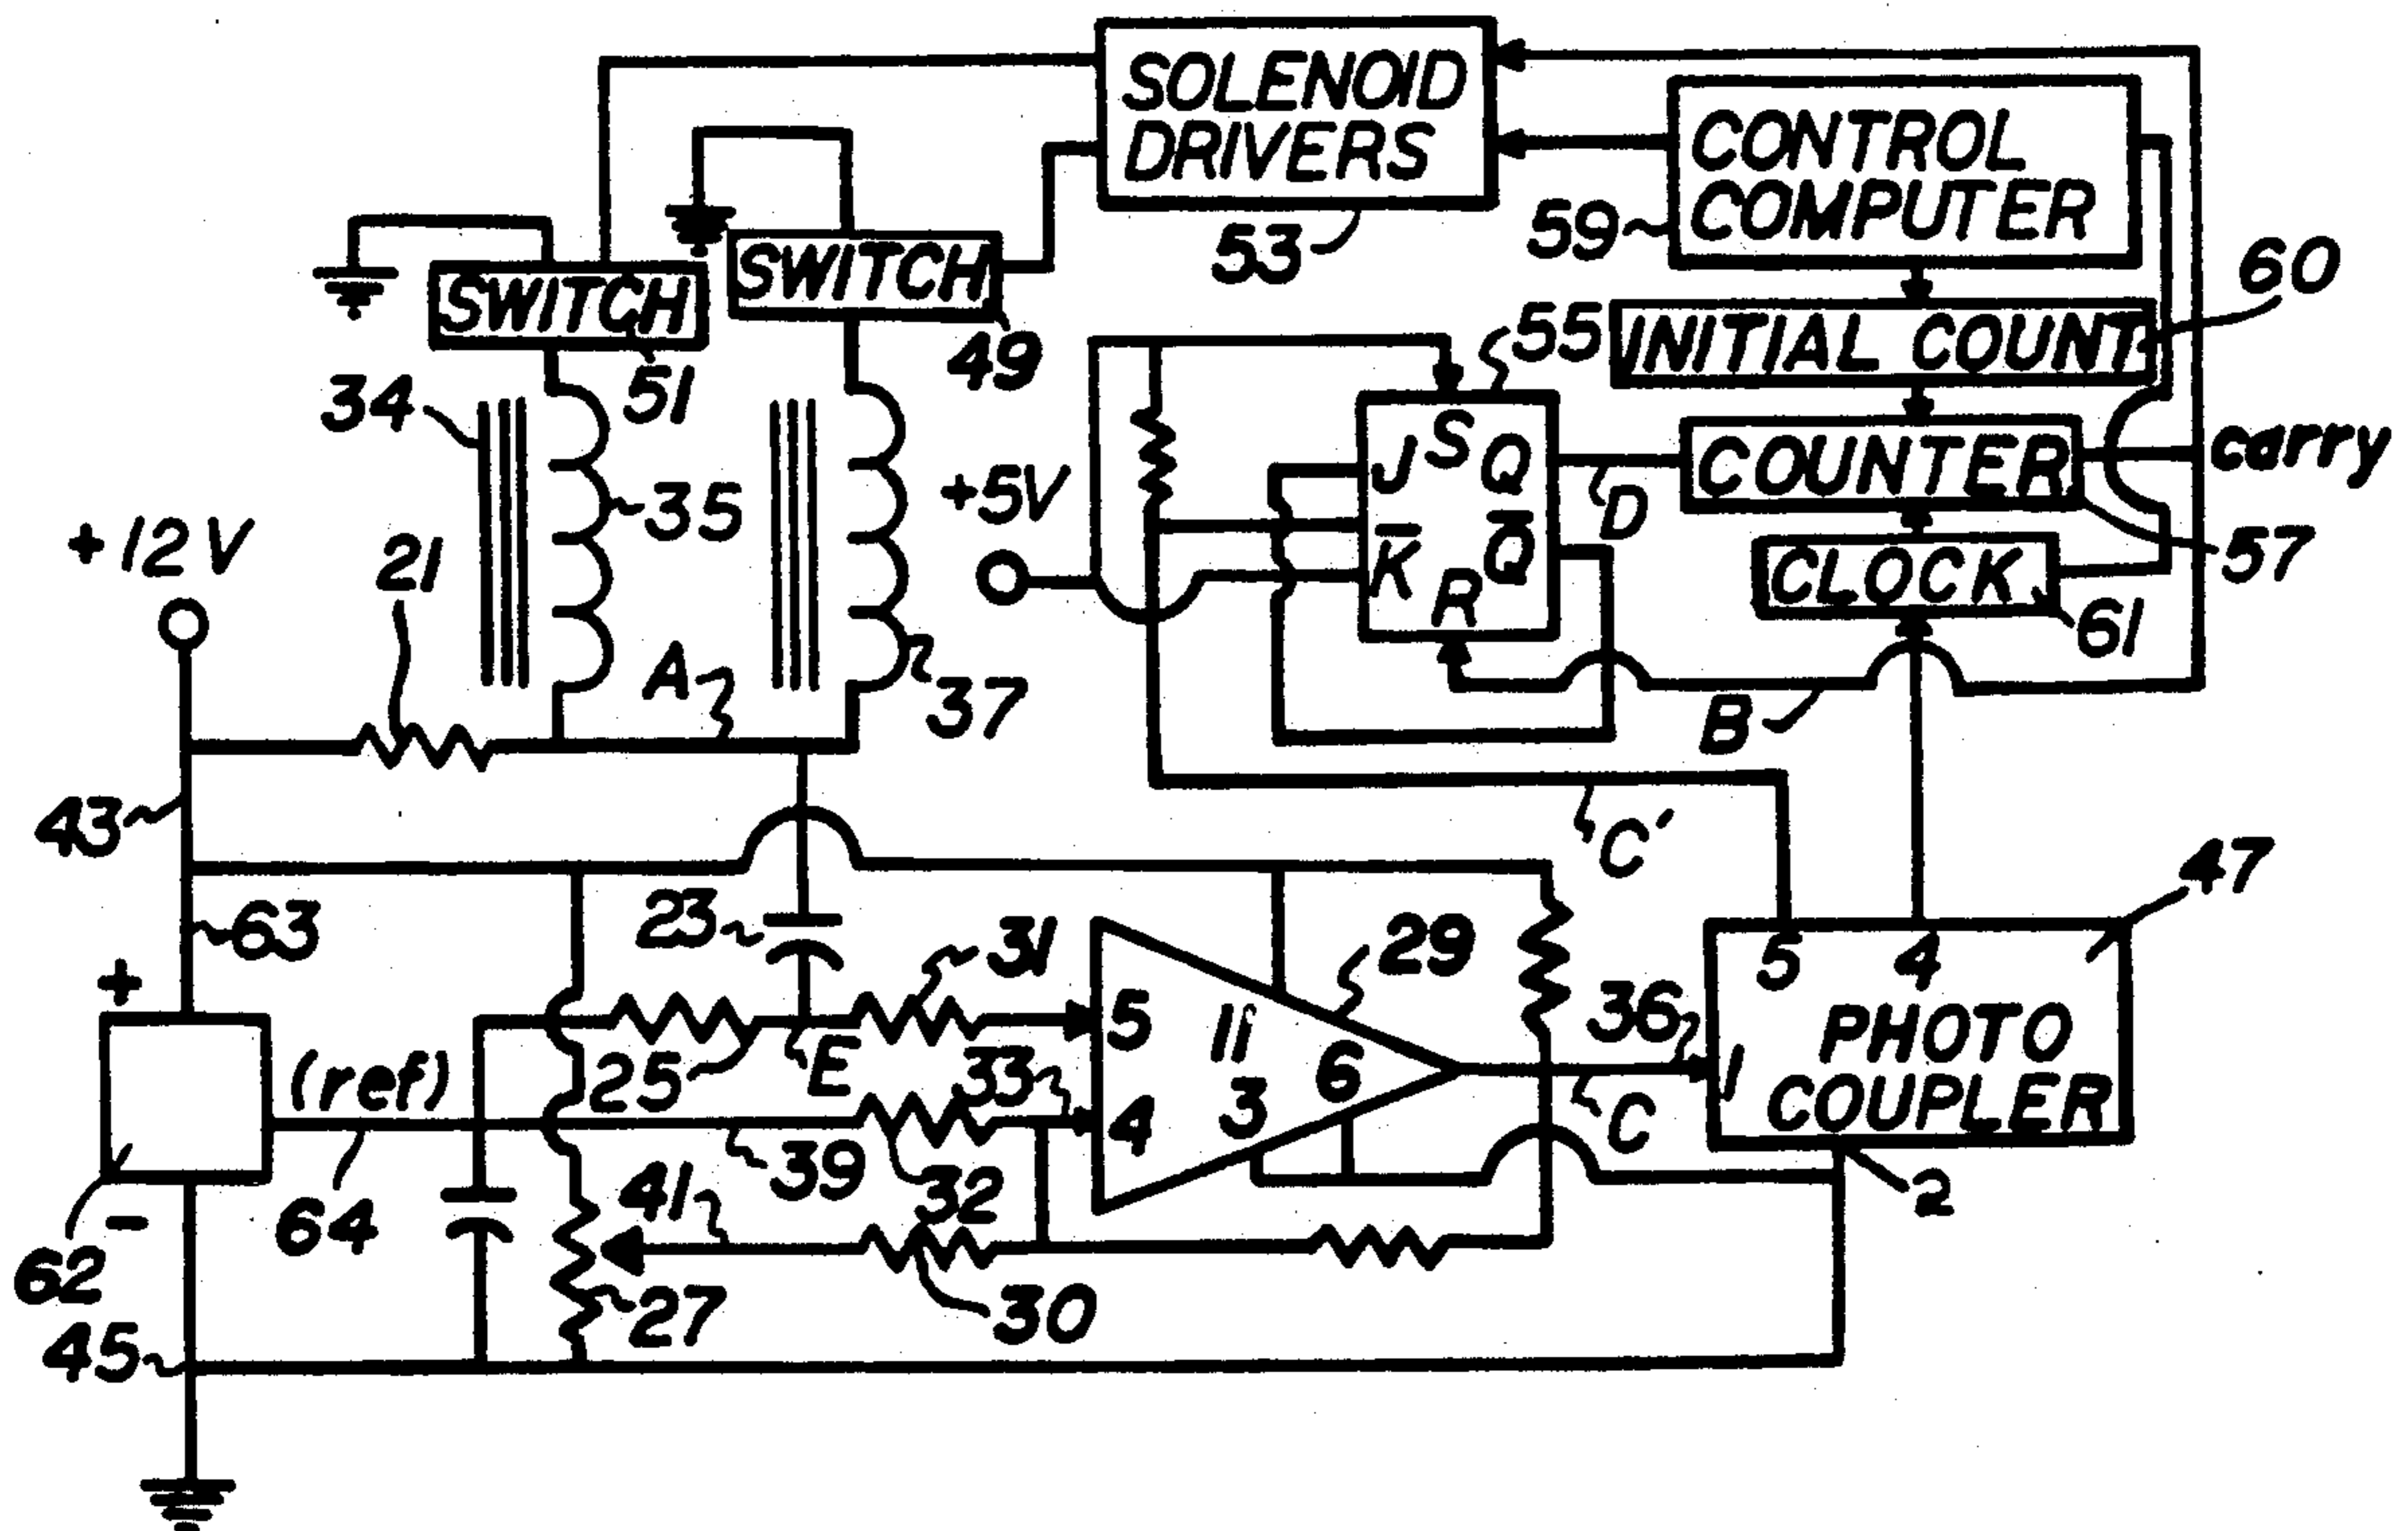 SOLENOID
DRIVERS
53
CONTROL
COMPUTER
59
60
SWITCH
51
SWITCH
49
55
INITIAL COUNT
34
35
37
J S Q
K̅ R Q̅
+5V
D
COUNTER
carry
57
CLOCK
61
+12V
21
A
B
43
C'
63
23
31
29
47
+
(ref)
25
E
33
5
4
3
6
36
C
1
5
4
PHOTO
COUPLER
2
39
32
41
64
62
-
27
30
45